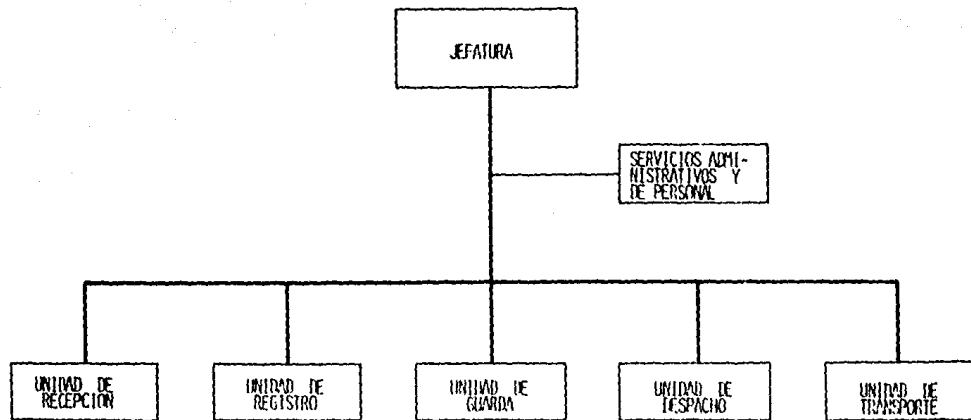 JEFATURA
SERVICIOS ADMI-
NISTRATIVOS Y
DE PERSONAL
UNIDAD DE
RECEPCION
UNIDAD DE
REGISTRO
UNIDAD DE
GUARDA
UNIDAD DE
DESPACHO
UNIDAD DE
TRANSPORTE